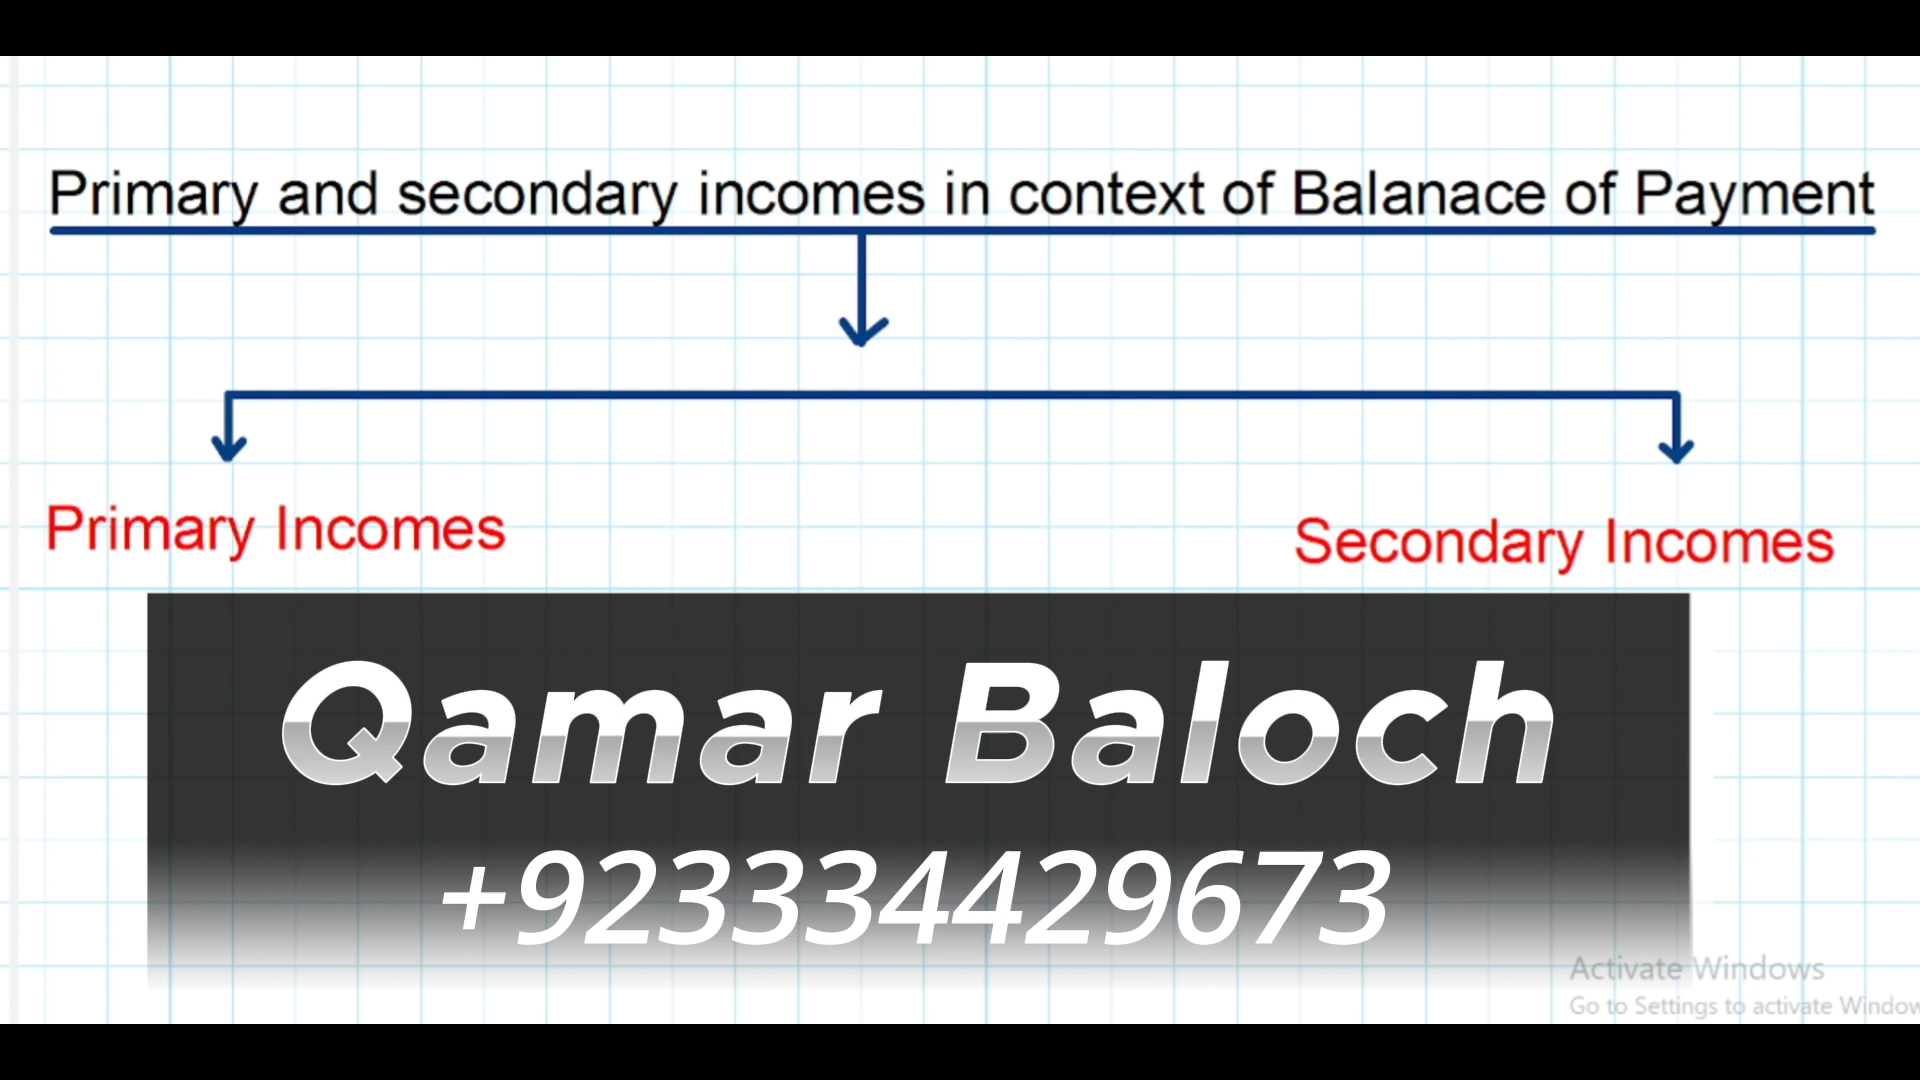 Primary and secondary incomes in context of Balanace of Payment
Primary Incomes
Secondary Incomes
Qamar Baloch
+923334429673
Activate Windows
Go to Settings to activate Window